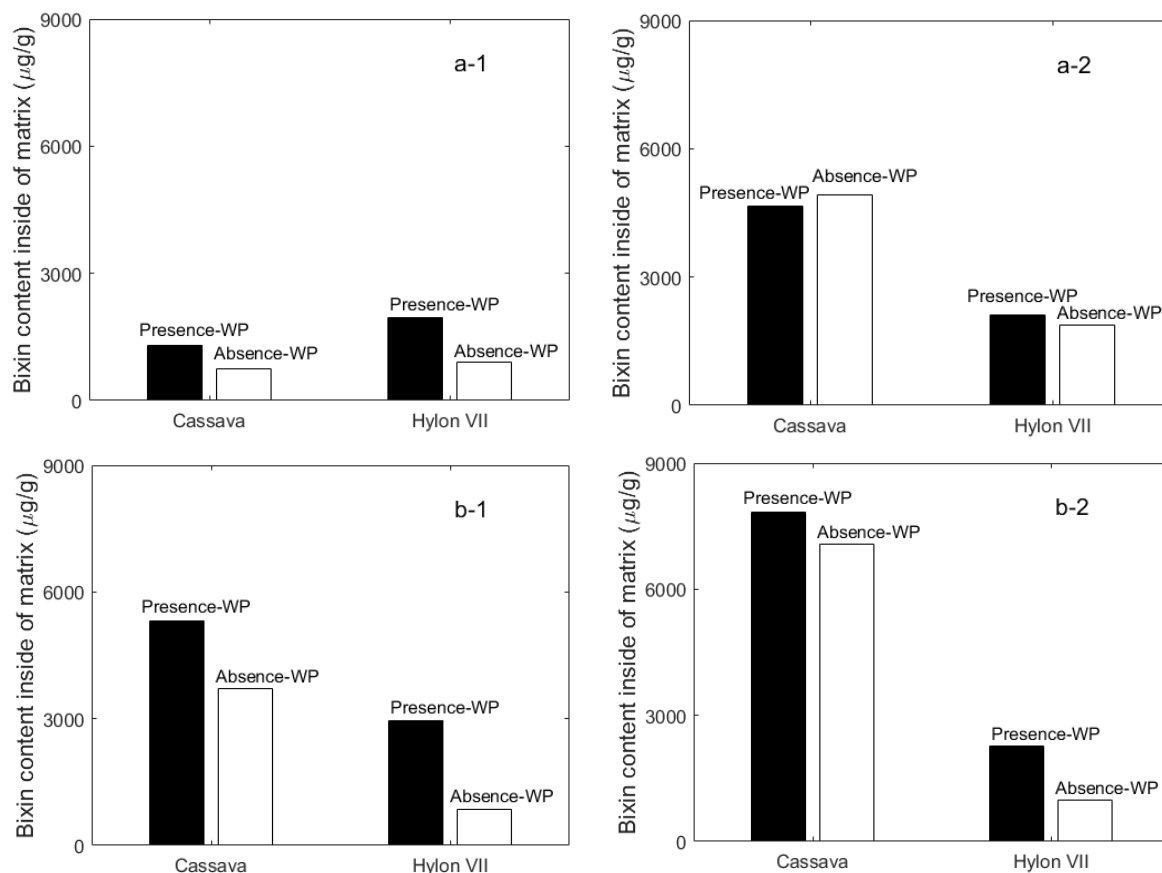 Bixin content inside of matrix (μg/g)
9000
6000
3000
0
a-1
Presence-WP
Absence-WP
Presence-WP
Absence-WP
Cassava
Hylon VII
Bixin content inside of matrix (μg/g)
9000
6000
3000
0
a-2
Presence-WP
Absence-WP
Presence-WP
Absence-WP
Cassava
Hylon VII
Bixin content inside of matrix (μg/g)
9000
6000
3000
0
b-1
Presence-WP
Absence-WP
Presence-WP
Absence-WP
Cassava
Hylon VII
Bixin content inside of matrix (μg/g)
9000
6000
3000
0
b-2
Presence-WP
Absence-WP
Presence-WP
Absence-WP
Cassava
Hylon VII